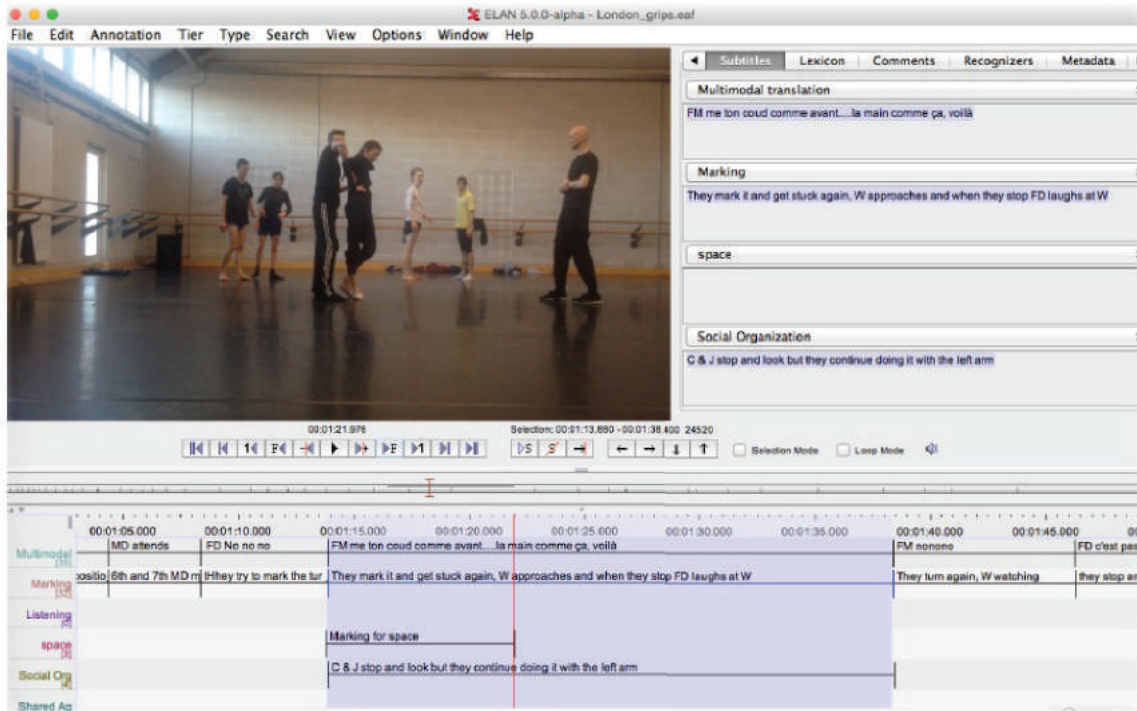 ELAN 5.0.0-alpha - London_grips.eaf
File Edit Annotation Tier Type Search View Options Window Help
Subtitles Lexicon Comments Recognizers Metadata
Multimodal translation
FM me ton coud comme avant....la main comme ça, voilà
Marking
They mark it and get stuck again, W approaches and when they stop FD laughs at W
space
Social Organization
C & J stop and look but they continue doing it with the left arm
00:01:21.976 Selection: 00:01:13.880 - 00:01:38.400 24520
Selection Mode Loop Mode
00:01:05.000 00:01:10.000 00:01:15.000 00:01:20.000 00:01:25.000 00:01:30.000 00:01:35.000 00:01:40.000 00:01:45.000
Multimodal MD attends FD No no no FM me ton coud comme avant....la main comme ça, voilà FM nonono FD c'est pas
Marking 6th and 7th MD m tHhey try to mark the tur They mark it and get stuck again, W approaches and when they stop FD laughs at W They turn again, W watching they stop an
Listening
space Marking for space
Social Org C & J stop and look but they continue doing it with the left arm
Shared Ag